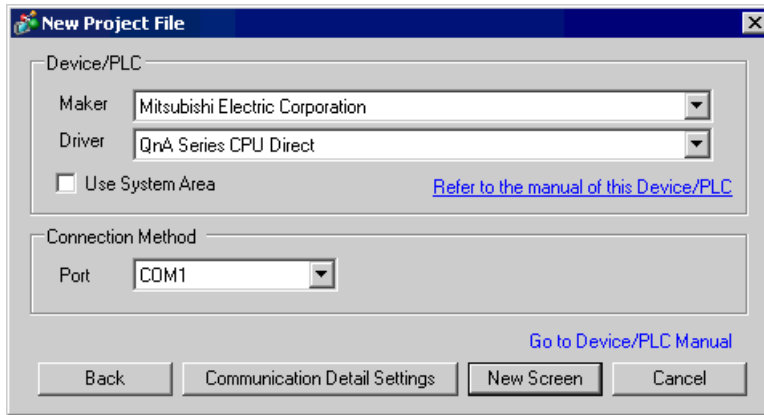 New Project File
Device/PLC
Maker Mitsubishi Electric Corporation
Driver QnA Series CPU Direct
Use System Area Refer to the manual of this Device/PLC
Connection Method
Port COM1
Go to Device/PLC Manual
Back Communication Detail Settings New Screen Cancel